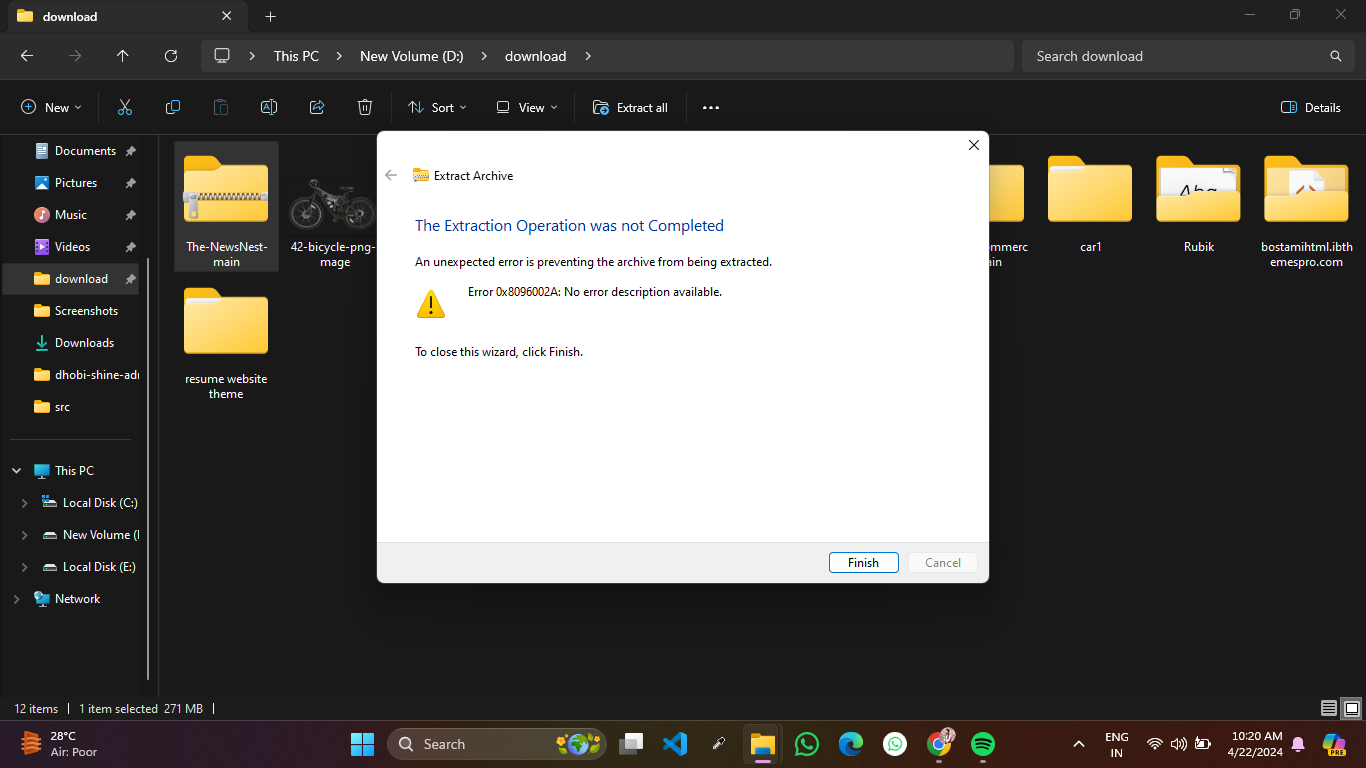 download
This PC
New Volume (D:)
download
Search download
New
Sort
View
Extract all
Details
Documents
Pictures
Music
Videos
download
Screenshots
Downloads
dhobi-shine-adı
src
This PC
Local Disk (C:)
New Volume (I
Local Disk (E:)
Network
The-NewsNest-
main
42-bicycle-png-
mage
mmerc
ain
car1
Rubik
bostamihtml.ibth
emespro.com
resume website
theme
Extract Archive
The Extraction Operation was not Completed
An unexpected error is preventing the archive from being extracted.
Error 0x8096002A: No error description available.
To close this wizard, click Finish.
Finish
Cancel
12 items
1 item selected 271 MB
28°C
Air: Poor
Search
ENG
IN
10:20 AM
4/22/2024
PRE